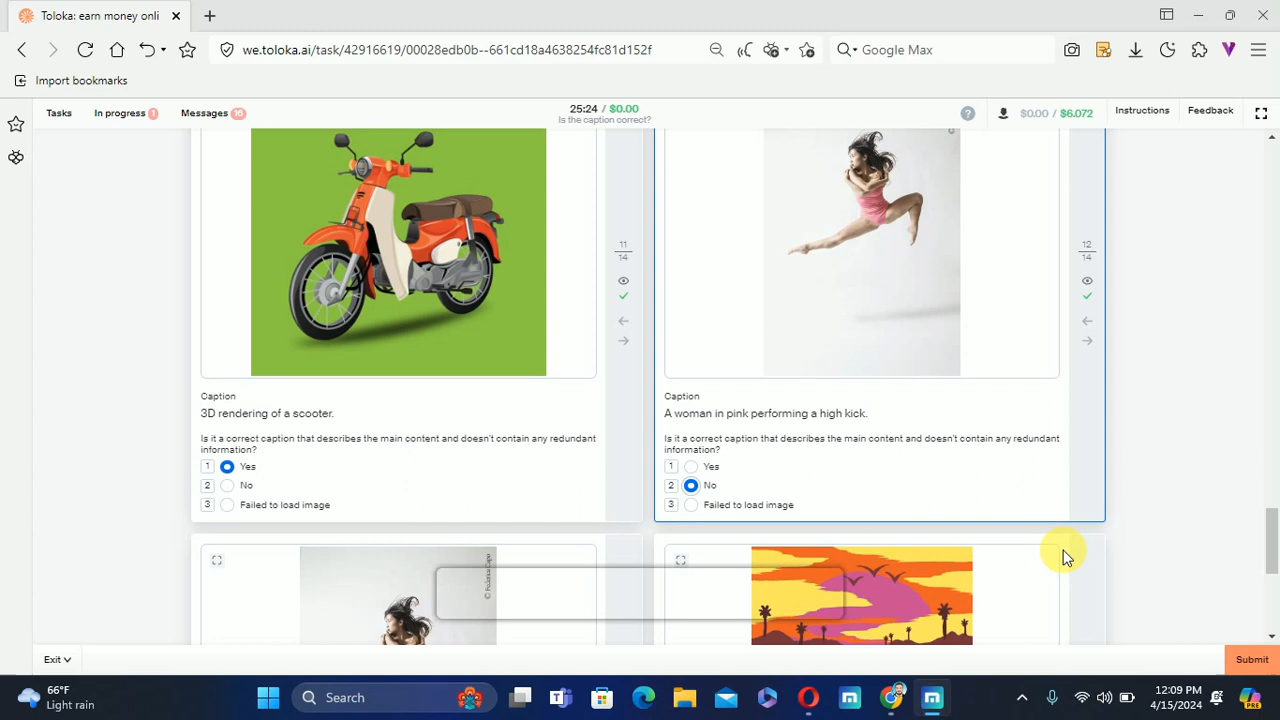 Toloka: earn money onli
we.toloka.ai/task/42916619/00028edb0b--661cd18a4638254fc81d152f
Google Max
Import bookmarks
Tasks
In progress 1
Messages 16
25:24 / $0.00
Is the caption correct?
$0.00 / $6.072
Instructions
Feedback
11
14
12
14
Caption
3D rendering of a scooter.
Is it a correct caption that describes the main content and doesn't contain any redundant
information?
1 Yes
2 No
3 Failed to load image
Caption
A woman in pink performing a high kick.
Is it a correct caption that describes the main content and doesn't contain any redundant
information?
1 Yes
2 No
3 Failed to load image
© Federica Capo
Exit
Submit
66°F
Light rain
Search
12:09 PM
4/15/2024
PRE